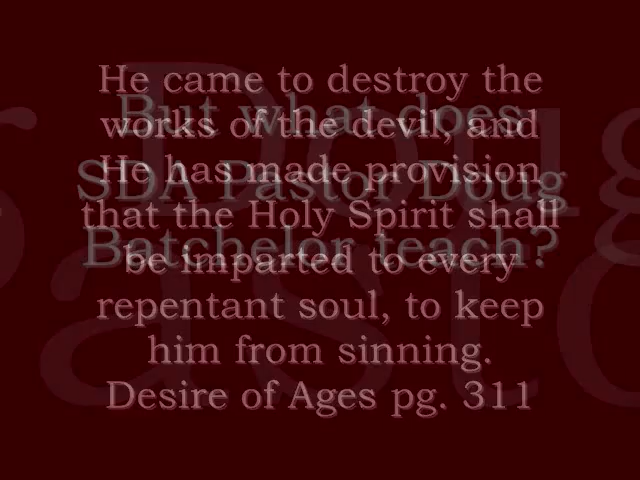 He came to destroy the
works of the devil, and
He has made provision
that the Holy Spirit shall
be imparted to every
repentant soul, to keep
him from sinning.
Desire of Ages pg. 311
But what does
SDA Pastor Doug
Batchelor teach?